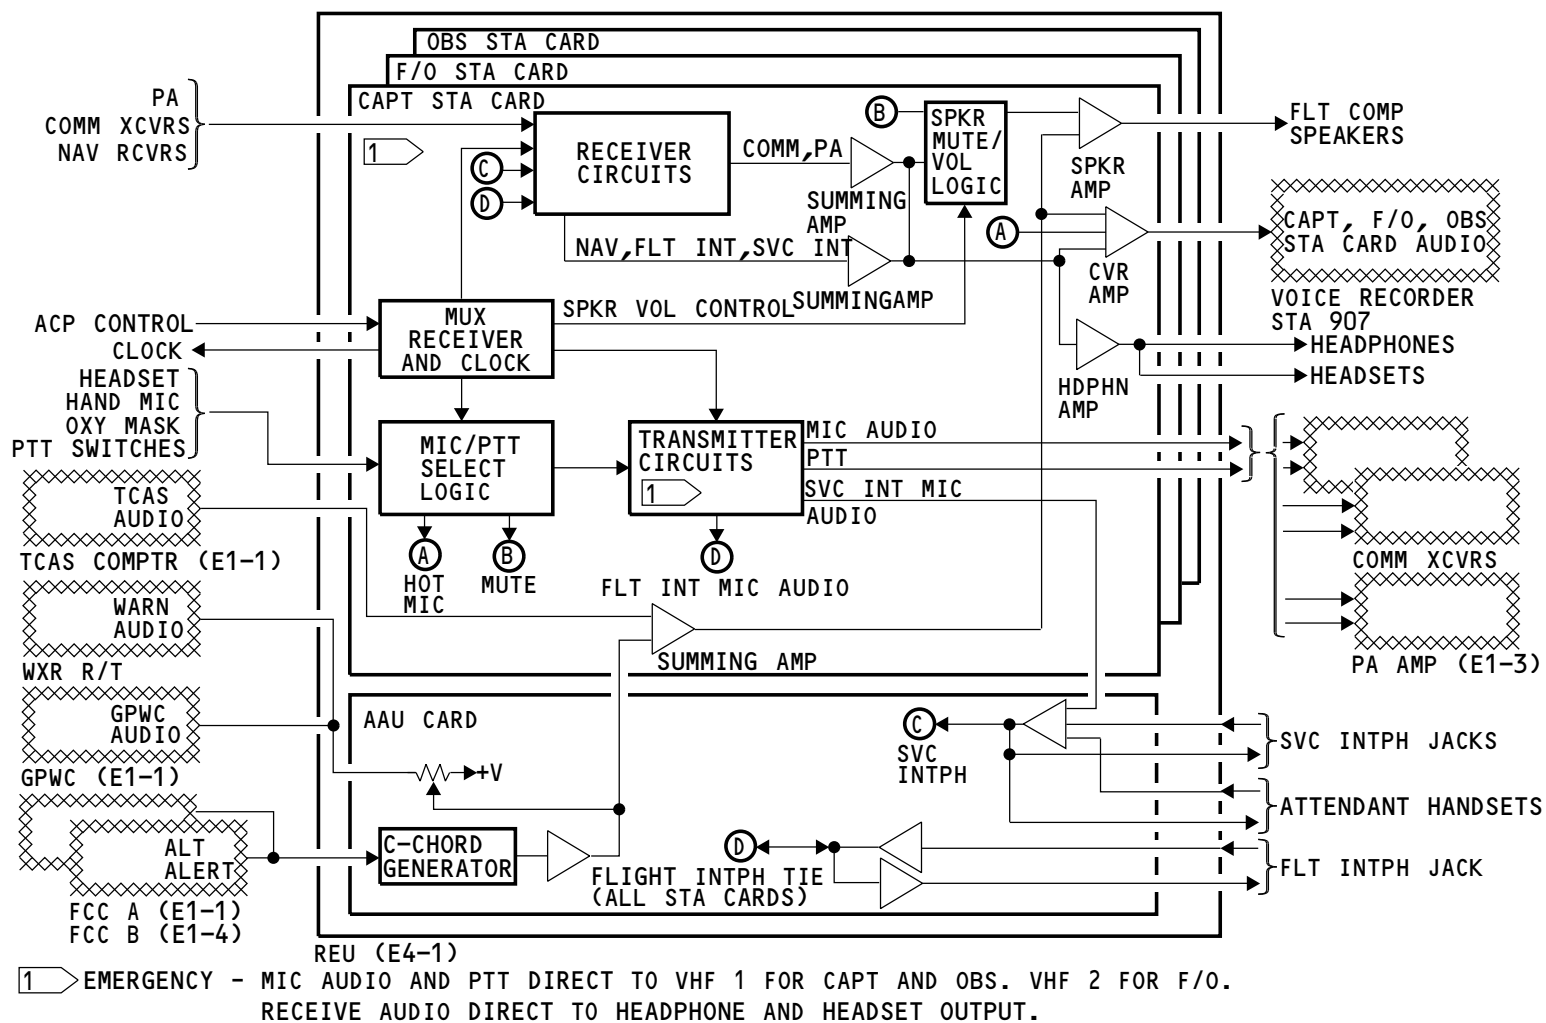 OBS STA CARD
F/O STA CARD
CAPT STA CARD
PA
COMM XCVRS
NAV RCVRS
1
RECEIVER
CIRCUITS
C
D
COMM,PA
SUMMING
AMP
NAV,FLT INT,SVC INT
SUMMINGAMP
B
SPKR
MUTE/
VOL
LOGIC
SPKR
AMP
FLT COMP
SPEAKERS
A
CVR
AMP
CAPT, F/O, OBS
STA CARD AUDIO
VOICE RECORDER
STA 907
ACP CONTROL
CLOCK
MUX
RECEIVER
AND CLOCK
SPKR VOL CONTROL
HDPHN
AMP
HEADPHONES
HEADSETS
HEADSET
HAND MIC
OXY MASK
PTT SWITCHES
MIC/PTT
SELECT
LOGIC
TRANSMITTER
CIRCUITS
1
MIC AUDIO
PTT
SVC INT MIC
AUDIO
A
HOT
MIC
B
MUTE
D
FLT INT MIC AUDIO
SUMMING AMP
COMM XCVRS
PA AMP (E1-3)
TCAS
AUDIO
TCAS COMPTR (E1-1)
WARN
AUDIO
WXR R/T
GPWC
AUDIO
GPWC (E1-1)
ALT
ALERT
FCC A (E1-1)
FCC B (E1-4)
AAU CARD
+V
C-CHORD
GENERATOR
C
SVC
INTPH
D
FLIGHT INTPH TIE
(ALL STA CARDS)
SVC INTPH JACKS
ATTENDANT HANDSETS
FLT INTPH JACK
REU (E4-1)
1 EMERGENCY - MIC AUDIO AND PTT DIRECT TO VHF 1 FOR CAPT AND OBS. VHF 2 FOR F/O.
RECEIVE AUDIO DIRECT TO HEADPHONE AND HEADSET OUTPUT.